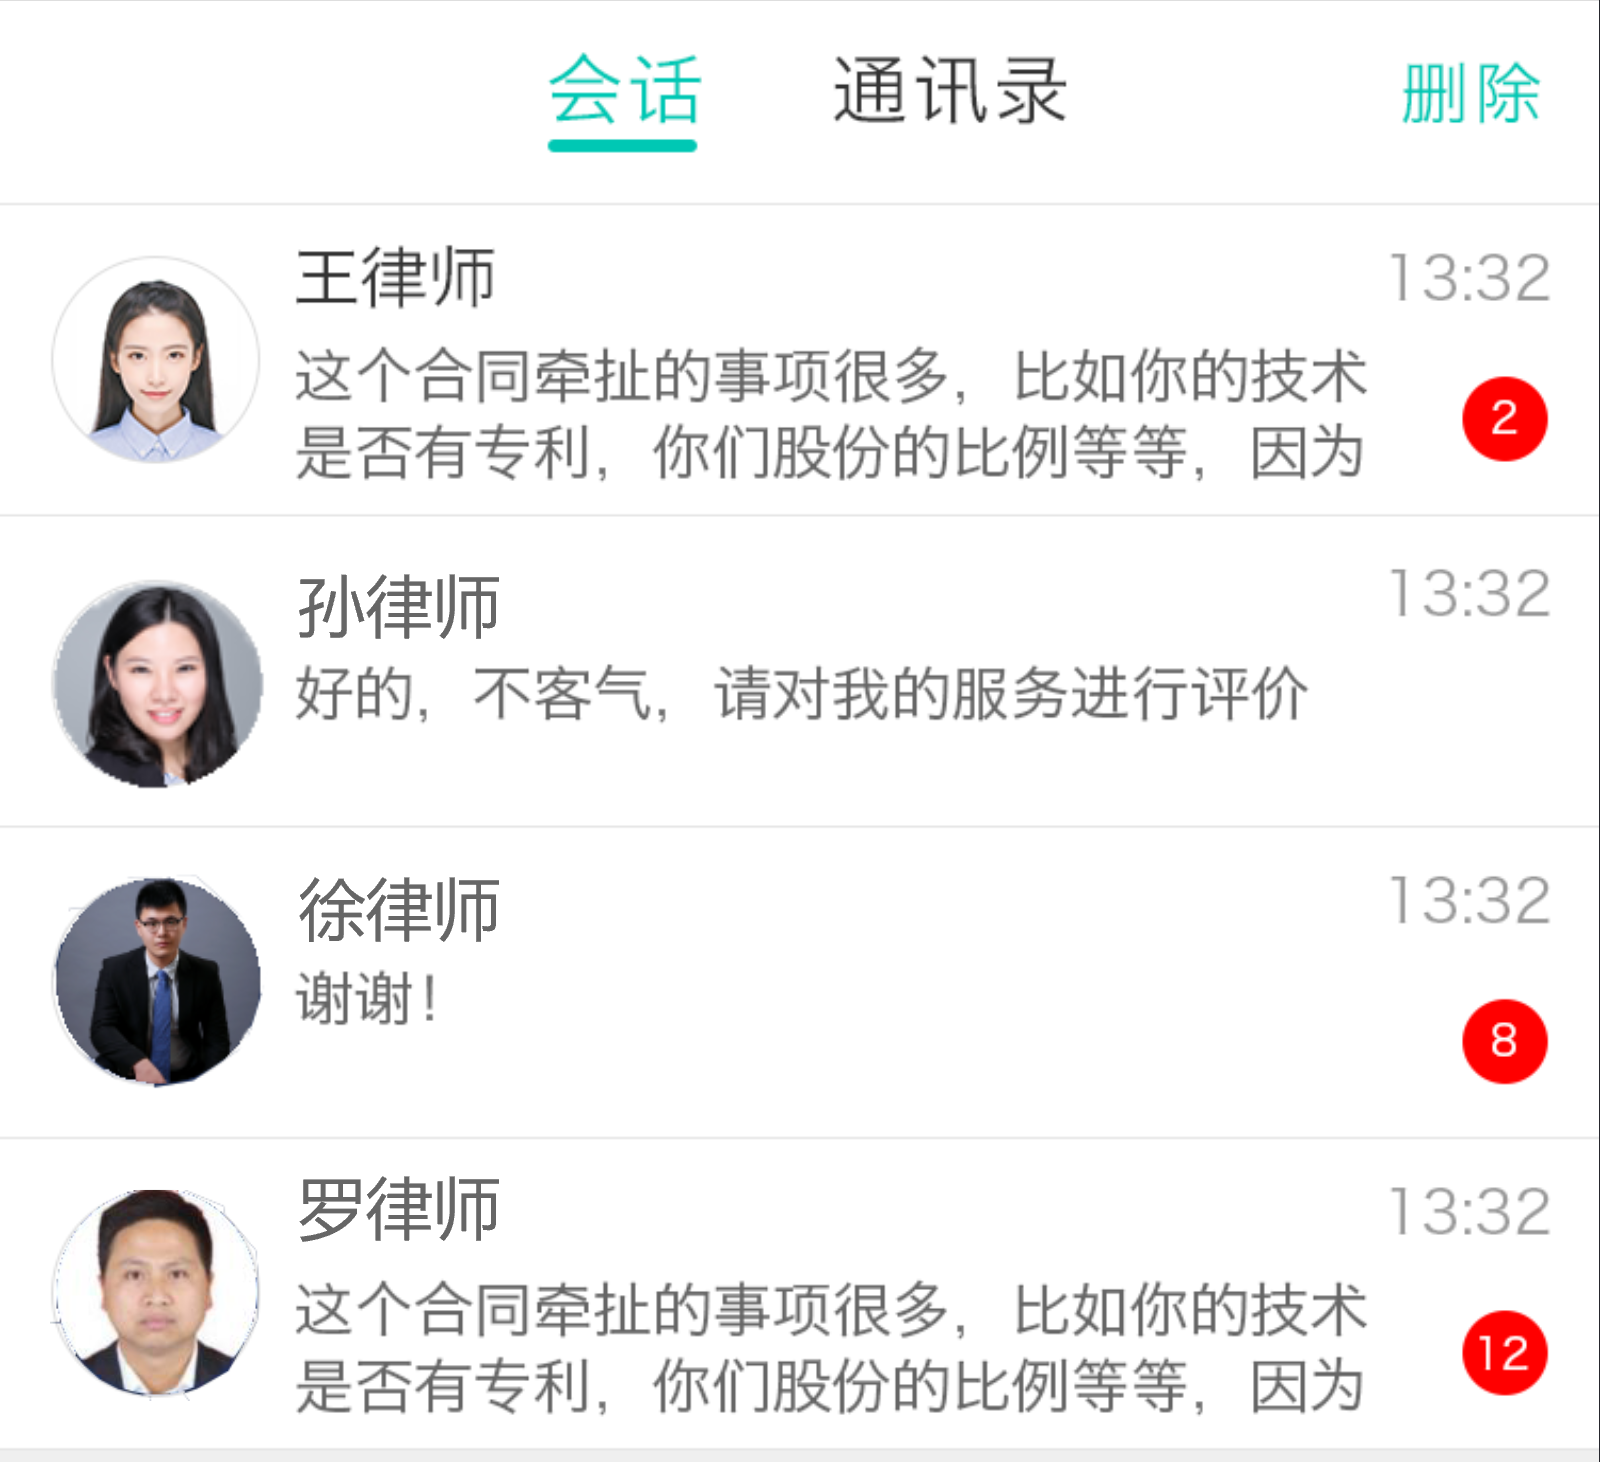 会话 通讯录 删除
王律师 13:32
这个合同牵扯的事项很多，比如你的技术
是否有专利，你们股份的比例等等，因为
2
孙律师 13:32
好的，不客气，请对我的服务进行评价
徐律师 13:32
谢谢！
8
罗律师 13:32
这个合同牵扯的事项很多，比如你的技术
是否有专利，你们股份的比例等等，因为
12